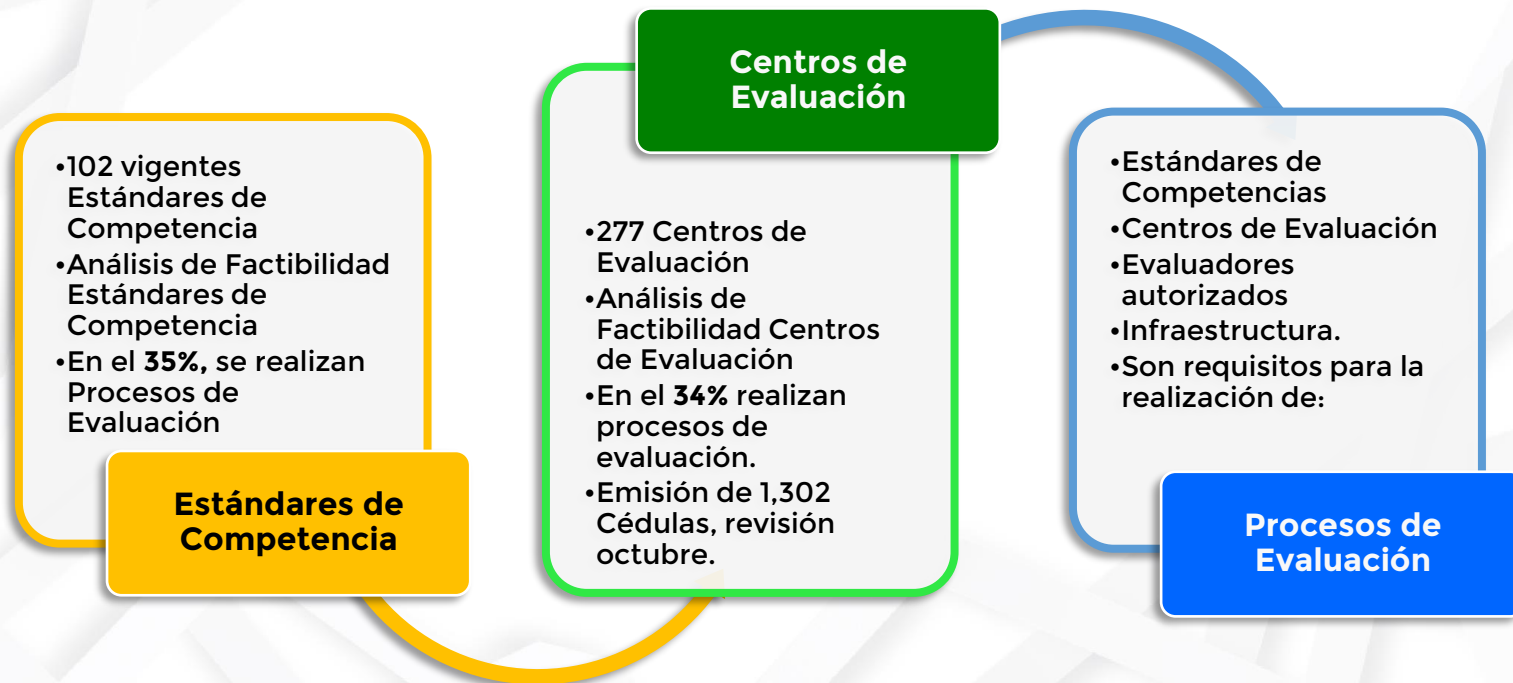 •102 vigentes
Estándares de
Competencia
•Análisis de Factibilidad
Estándares de
Competencia
•En el 35%, se realizan
Procesos de
Evaluación
Estándares de
Competencia
Centros de
Evaluación
•277 Centros de
Evaluación
•Análisis de
Factibilidad Centros
de Evaluación
•En el 34% realizan
procesos de
evaluación.
•Emisión de 1,302
Cédulas, revisión
octubre.
•Estándares de
Competencias
•Centros de Evaluación
•Evaluadores
autorizados
•Infraestructura.
•Son requisitos para la
realización de:
Procesos de
Evaluación